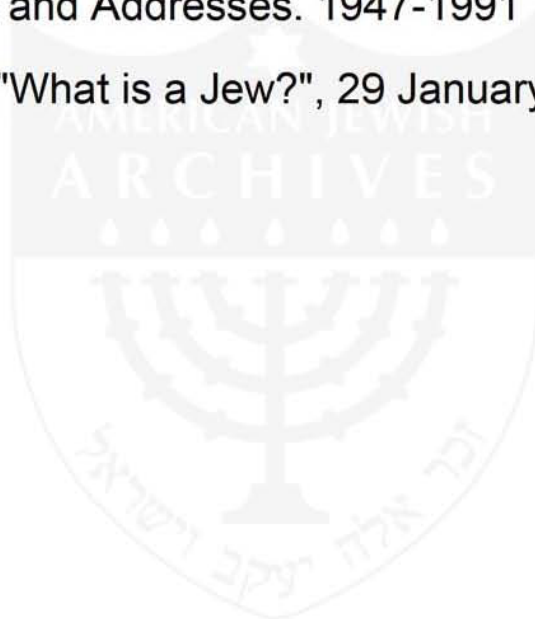 and Addresses. 1947-1991
"What is a Jew?", 29 January
AMERICAN JEWISH
ARCHIVES
זכר אלה יעקב וישראל